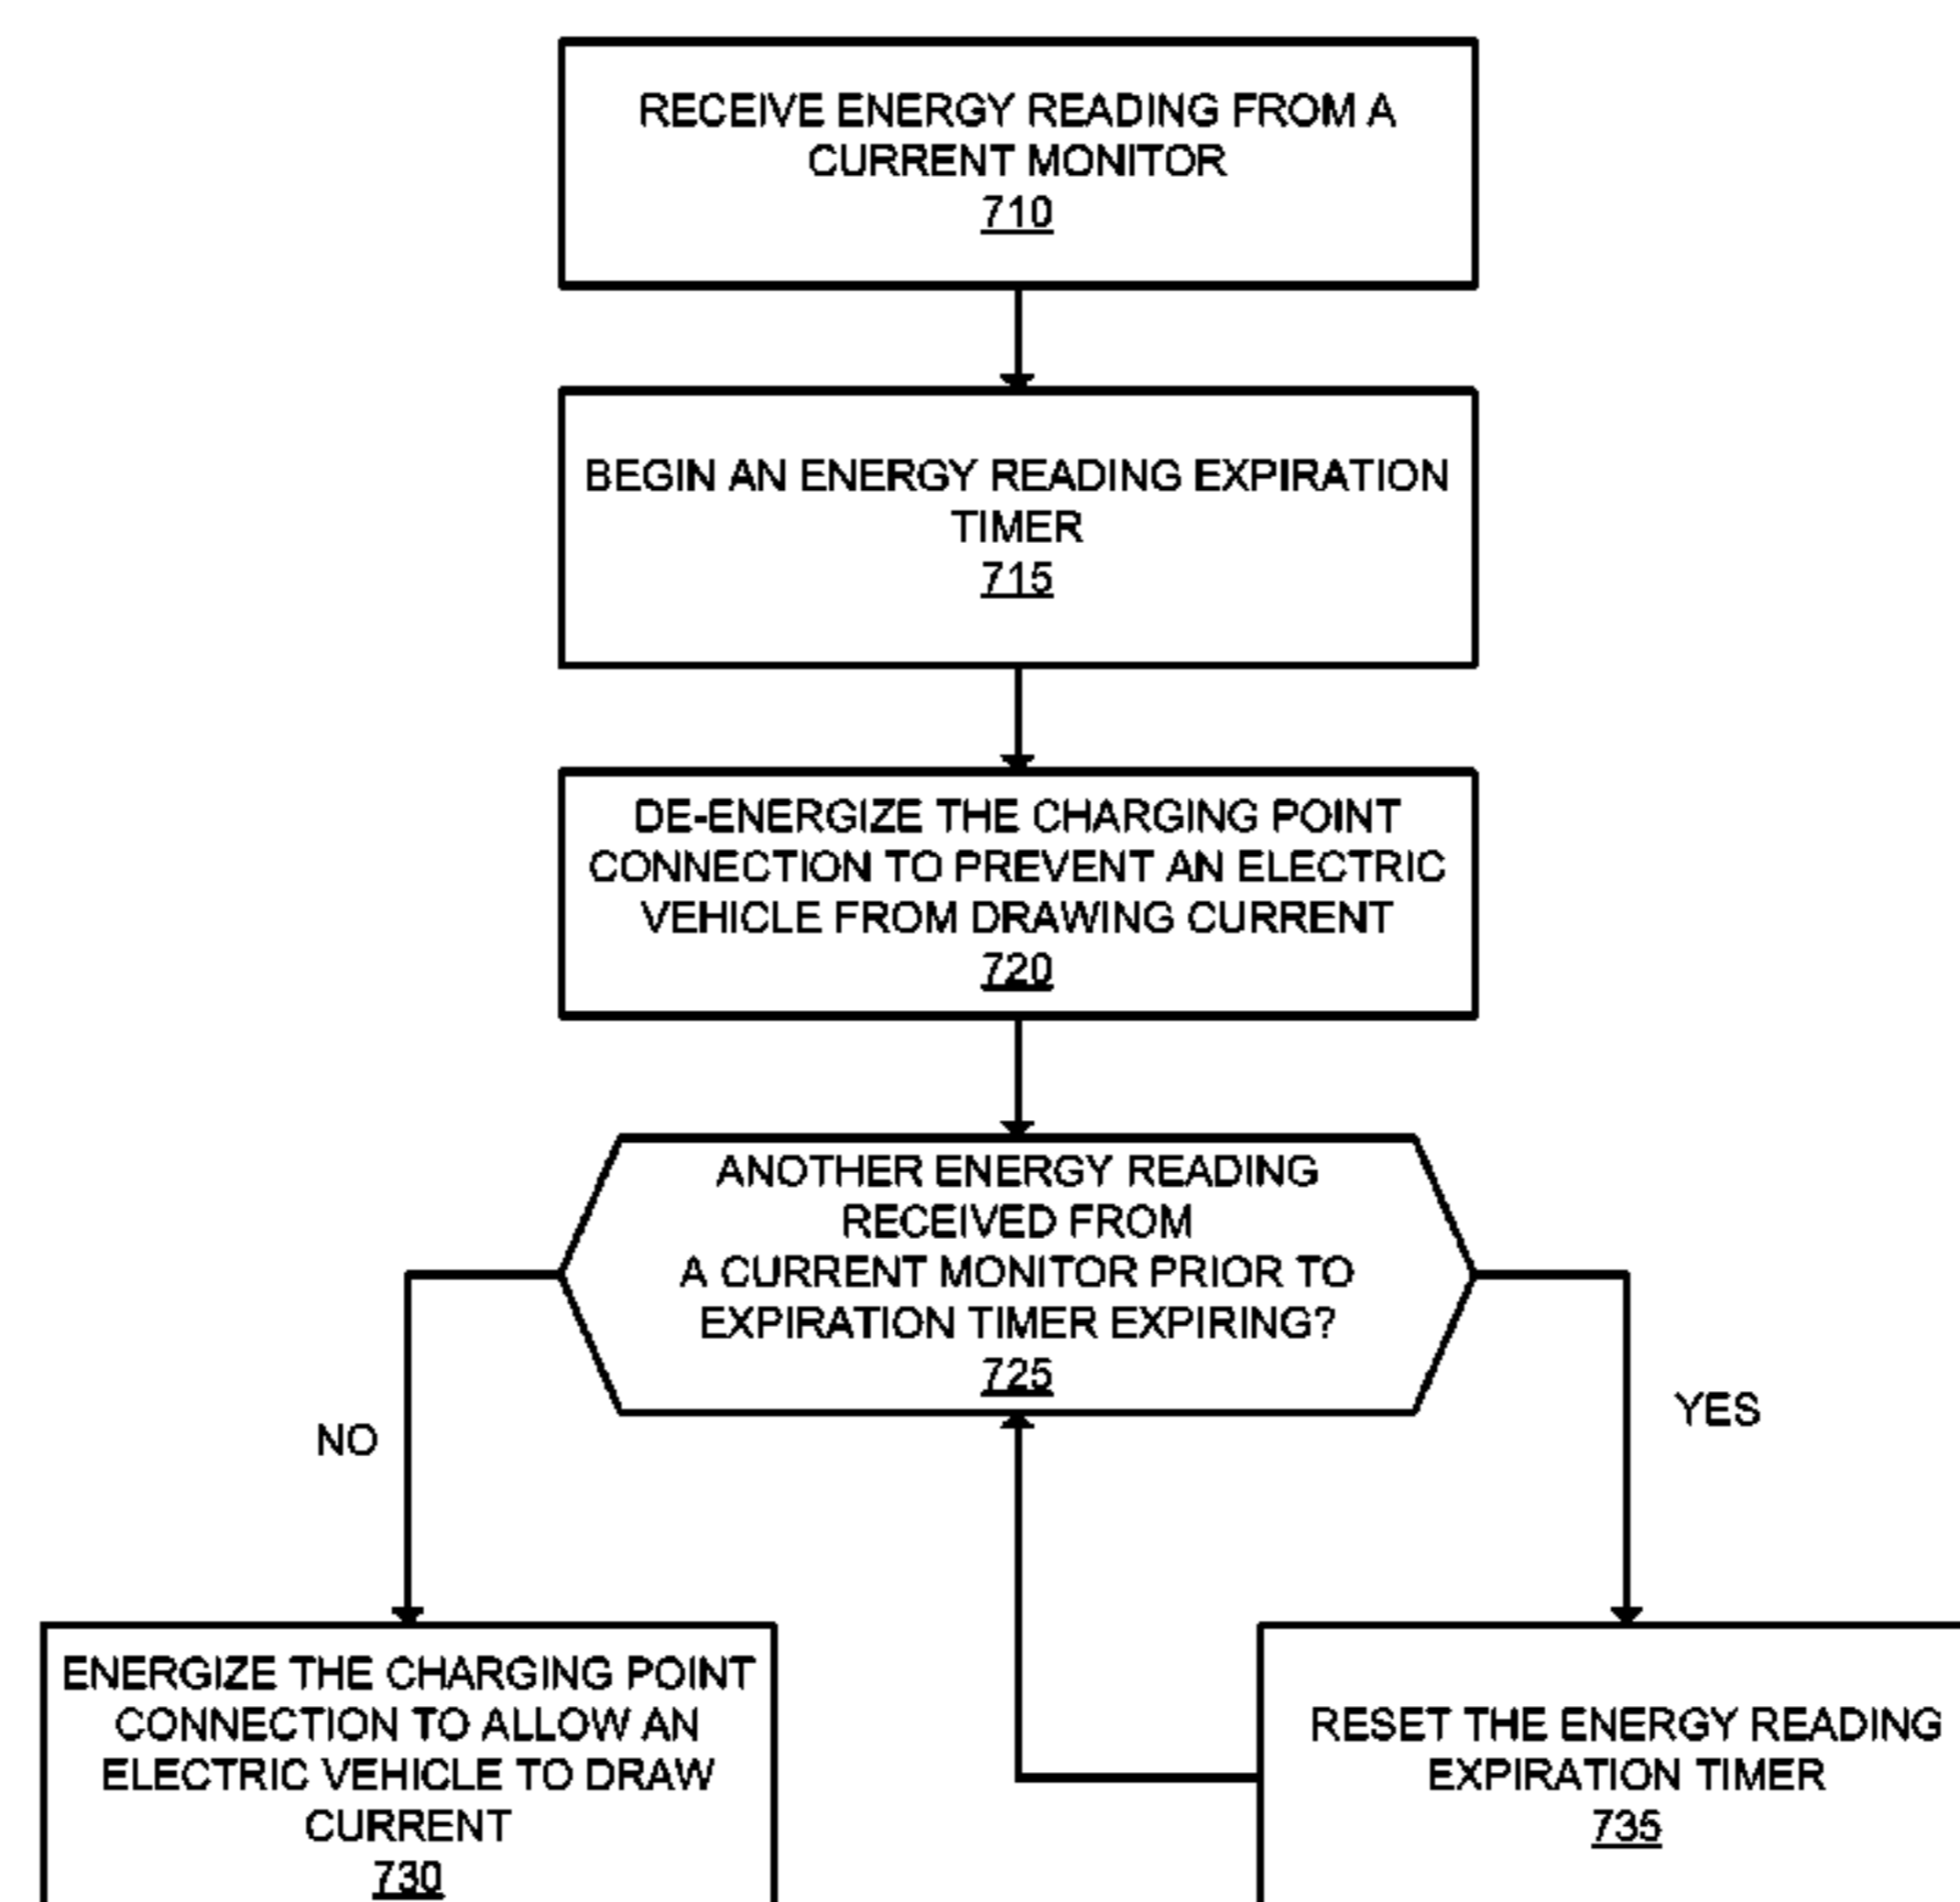 RECEIVE ENERGY READING FROM A
CURRENT MONITOR
710
BEGIN AN ENERGY READING EXPIRATION
TIMER
715
DE-ENERGIZE THE CHARGING POINT
CONNECTION TO PREVENT AN ELECTRIC
VEHICLE FROM DRAWING CURRENT
720
ANOTHER ENERGY READING
RECEIVED FROM
A CURRENT MONITOR PRIOR TO
EXPIRATION TIMER EXPIRING?
725
NO
YES
ENERGIZE THE CHARGING POINT
CONNECTION TO ALLOW AN
ELECTRIC VEHICLE TO DRAW
CURRENT
730
RESET THE ENERGY READING
EXPIRATION TIMER
735